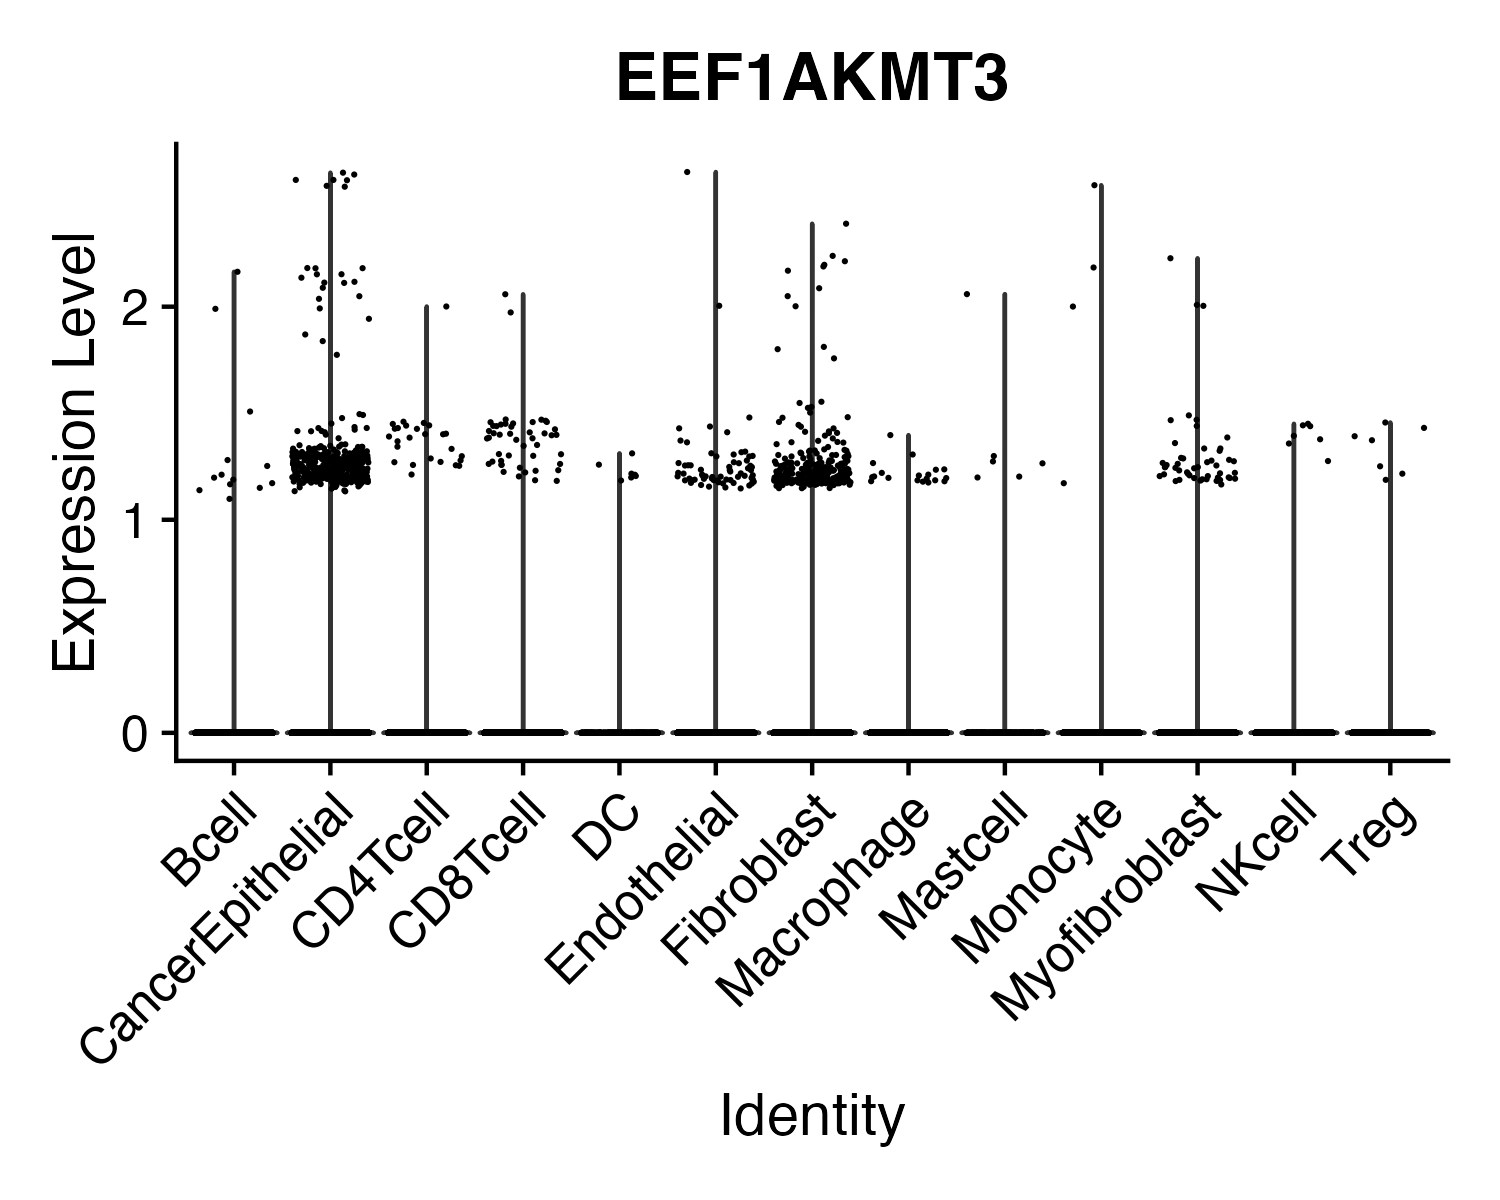 EEF1AKMT3
Expression Level
2
1
0
Bcell
CancerEpithelial
CD4Tcell
CD8Tcell
DC
Endothelial
Fibroblast
Macrophage
Mastcell
Monocyte
Myofibroblast
NKcell
Treg
Identity